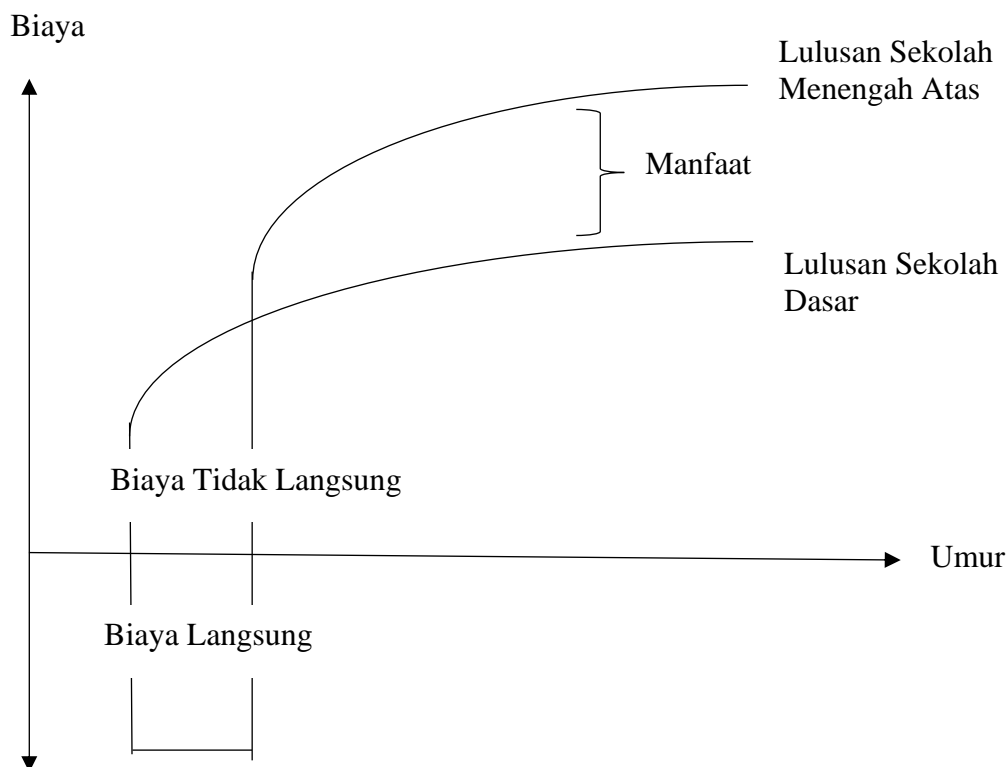 Biaya
Lulusan Sekolah
Menengah Atas
Manfaat
Lulusan Sekolah
Dasar
Biaya Tidak Langsung
Umur
Biaya Langsung